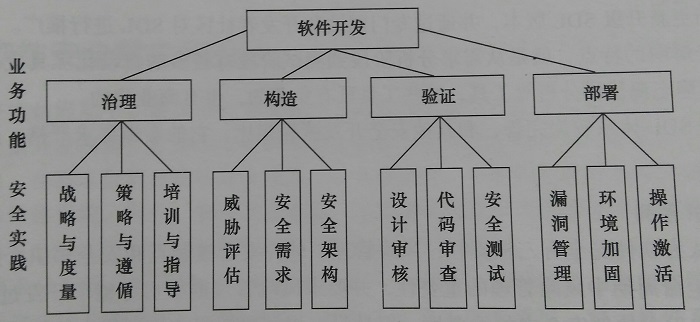 软件开发
业务功能
治理
构造
验证
部署
安全实践
战略与度量
策略与遵循
培训与指导
威胁评估
安全需求
安全架构
设计审核
代码审查
安全测试
漏洞管理
环境加固
操作激活